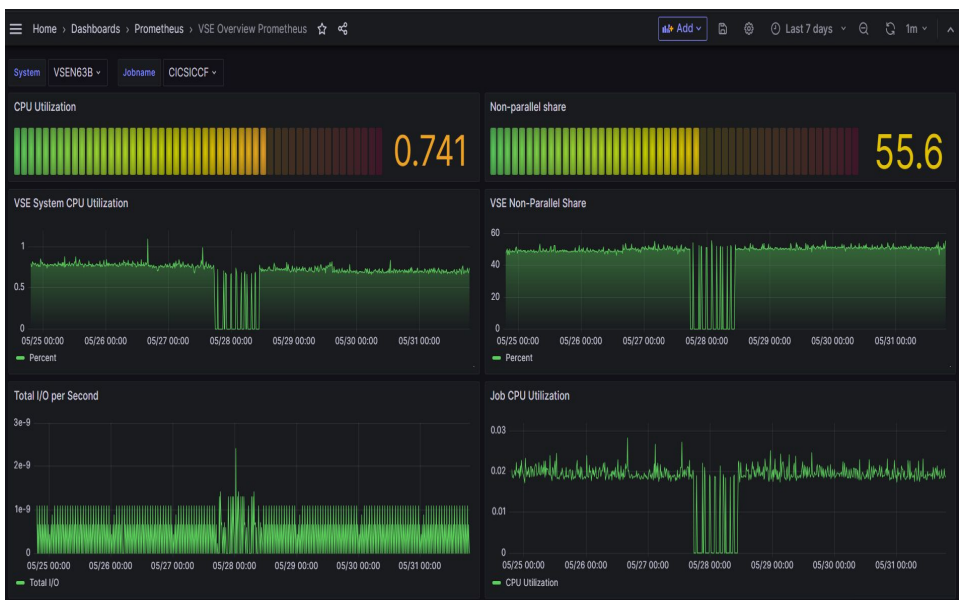 Home › Dashboards › Prometheus › VSE Overview Prometheus
Add
Last 7 days
1m
System VSEN63B Jobname CICSICCF
CPU Utilization
0.741
Non-parallel share
55.6
VSE System CPU Utilization
1
0.5
0
05/25 00:00 05/26 00:00 05/27 00:00 05/28 00:00 05/29 00:00 05/30 00:00 05/31 00:00
Percent
VSE Non-Parallel Share
60
40
20
0
05/25 00:00 05/26 00:00 05/27 00:00 05/28 00:00 05/29 00:00 05/30 00:00 05/31 00:00
Percent
Total I/O per Second
3e-9
2e-9
1e-9
0
05/25 00:00 05/26 00:00 05/27 00:00 05/28 00:00 05/29 00:00 05/30 00:00 05/31 00:00
Total I/O
Job CPU Utilization
0.03
0.02
0.01
0
05/25 00:00 05/26 00:00 05/27 00:00 05/28 00:00 05/29 00:00 05/30 00:00 05/31 00:00
CPU Utilization